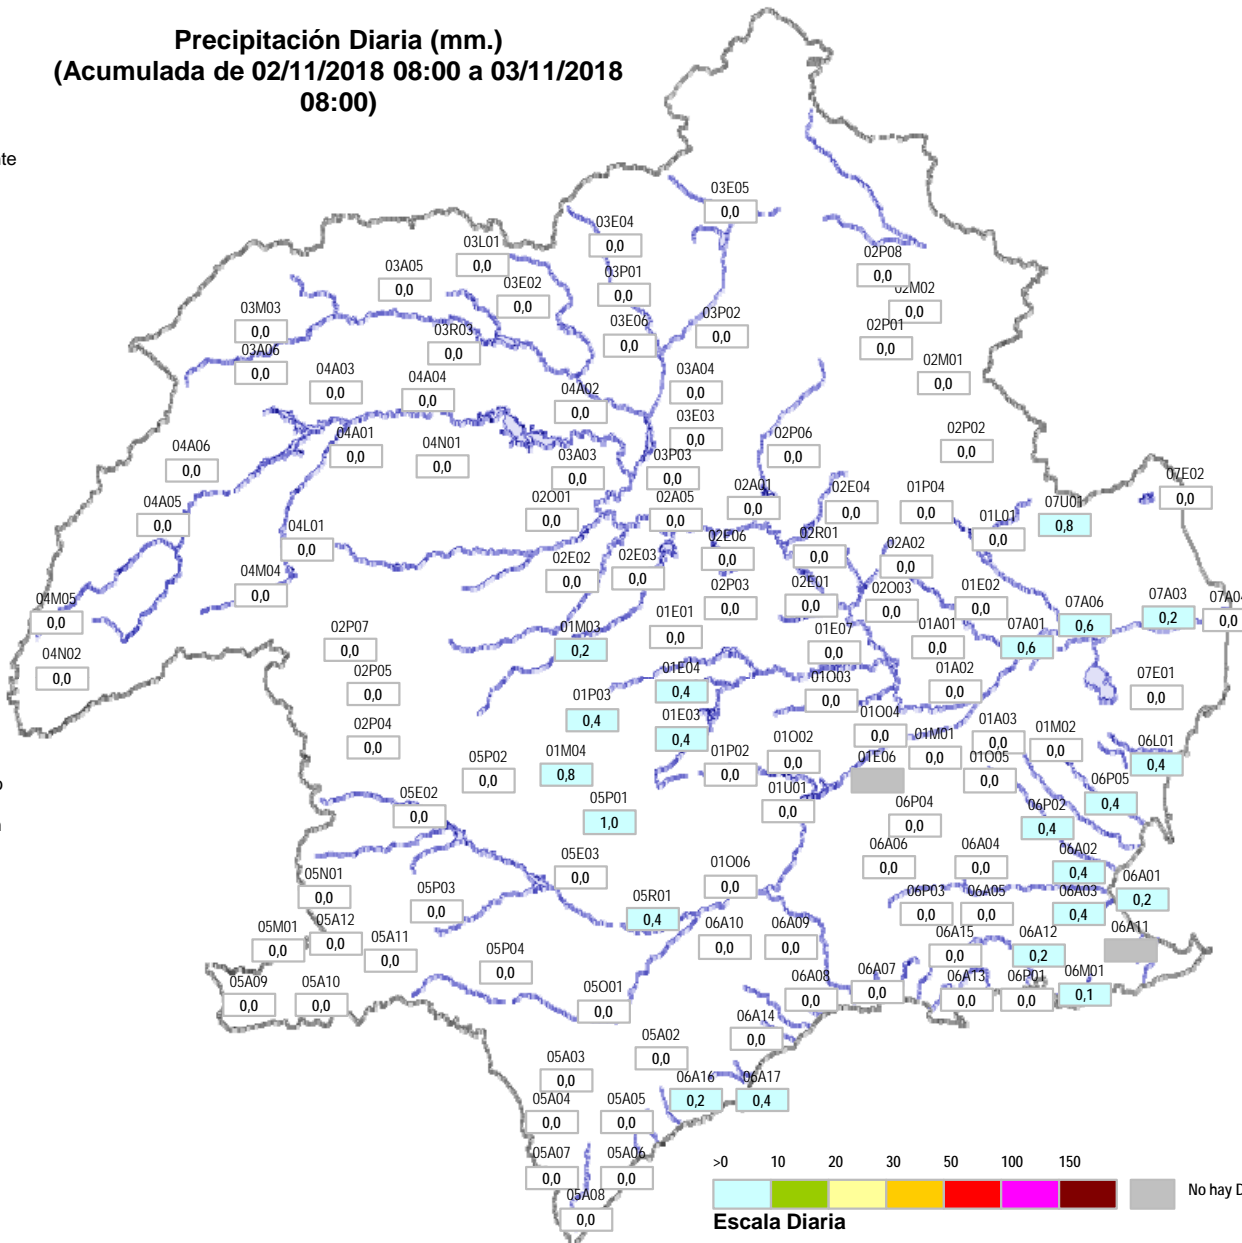 Precipitación Diaria (mm.)
(Acumulada de 02/11/2018 08:00 a 03/11/2018
08:00)
nte
03E05
0,0
03E04
0,0
03L01
0,0
02P08
0,0
03A05
0,0
03P01
0,0
03E02
0,0
02M02
0,0
03M03
0,0
03P02
0,0
03E06
0,0
02P01
0,0
03R03
0,0
03A06
0,0
02M01
0,0
04A03
0,0
04A04
0,0
03A04
0,0
04A02
0,0
03E03
0,0
04A01
0,0
02P02
0,0
02P06
0,0
04N01
0,0
04A06
0,0
03A03
0,0
03P03
0,0
07E02
0,0
02A01
0,0
02E04
0,0
01P04
0,0
04A05
0,0
02O01
0,0
02A05
0,0
07U01
0,8
01L01
0,0
04L01
0,0
02E06
0,0
02R01
0,0
02A02
0,0
02E02
0,0
02E03
0,0
04M04
0,0
02P03
0,0
02E01
0,0
02O03
0,0
01E02
0,0
04M05
0,0
07A03
0,2
07A04
0,0
07A06
0,6
01E01
0,0
02P07
0,0
01M03
0,2
01E07
0,0
01A01
0,0
07A01
0,6
04N02
0,0
02P05
0,0
01E04
0,4
01O03
0,0
01A02
0,0
07E01
0,0
01P03
0,4
02P04
0,0
01E03
0,4
01O04
0,0
01A03
0,0
01M02
0,0
01O02
0,0
01M01
0,0
06L01
0,4
05P02
0,0
01M04
0,8
01P02
0,0
01E06
01O05
0,0
o
05E02
0,0
01U01
0,0
06P05
0,4
05P01
1,0
06P04
0,0
06P02
0,4
05E03
0,0
06A06
0,0
06A04
0,0
06A02
0,4
05N01
0,0
01O06
0,0
06A01
0,2
05P03
0,0
05R01
0,4
06P03
0,0
06A05
0,0
06A03
0,4
05M01
0,0
05A12
0,0
06A10
0,0
06A09
0,0
06A11
05A11
0,0
06A15
0,0
06A12
0,2
05P04
0,0
05A09
0,0
05A10
0,0
06A08
0,0
06A07
0,0
06A13
0,0
06P01
0,0
06M01
0,1
05O01
0,0
06A14
0,0
05A02
0,0
05A03
0,0
06A16
0,2
06A17
0,4
05A04
0,0
05A05
0,0
05A07
0,0
05A06
0,0
05A08
0,0
>0 10 20 30 50 100 150
No hay D
Escala Diaria